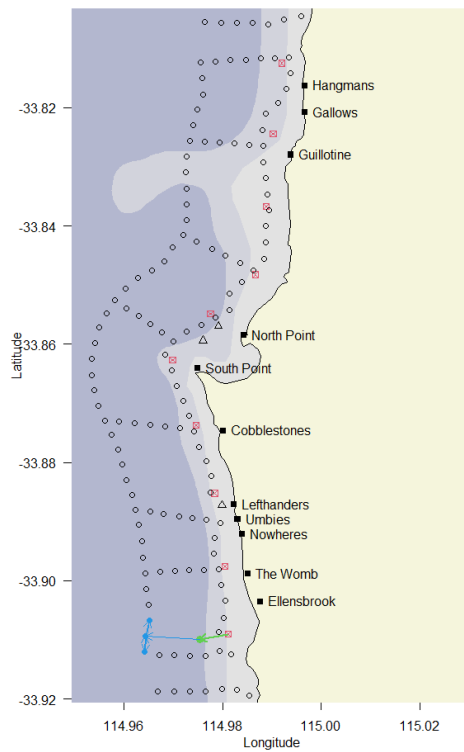 -33.82
-33.84
-33.86
-33.88
-33.90
-33.92
Latitude
Hangmans
Gallows
Guillotine
North Point
South Point
Cobblestones
Lefthanders
Umbies
Nowheres
The Womb
Ellensbrook
114.96
114.98
115.00
115.02
Longitude